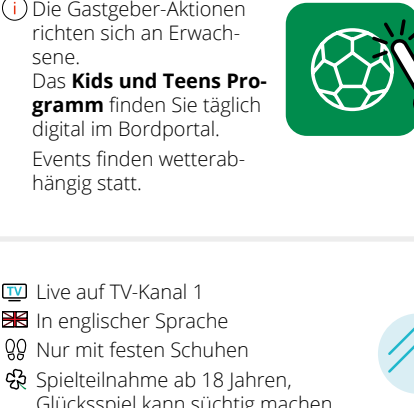 i Die Gastgeber-Aktionen
richten sich an Erwach-
sene.
Das Kids und Teens Pro-
gramm finden Sie täglich
digital im Bordportal.
Events finden wetterab-
hängig statt.
TV Live auf TV-Kanal 1
In englischer Sprache
Nur mit festen Schuhen
Spielteilnahme ab 18 Jahren,
Glücksspiel kann süchtig machen